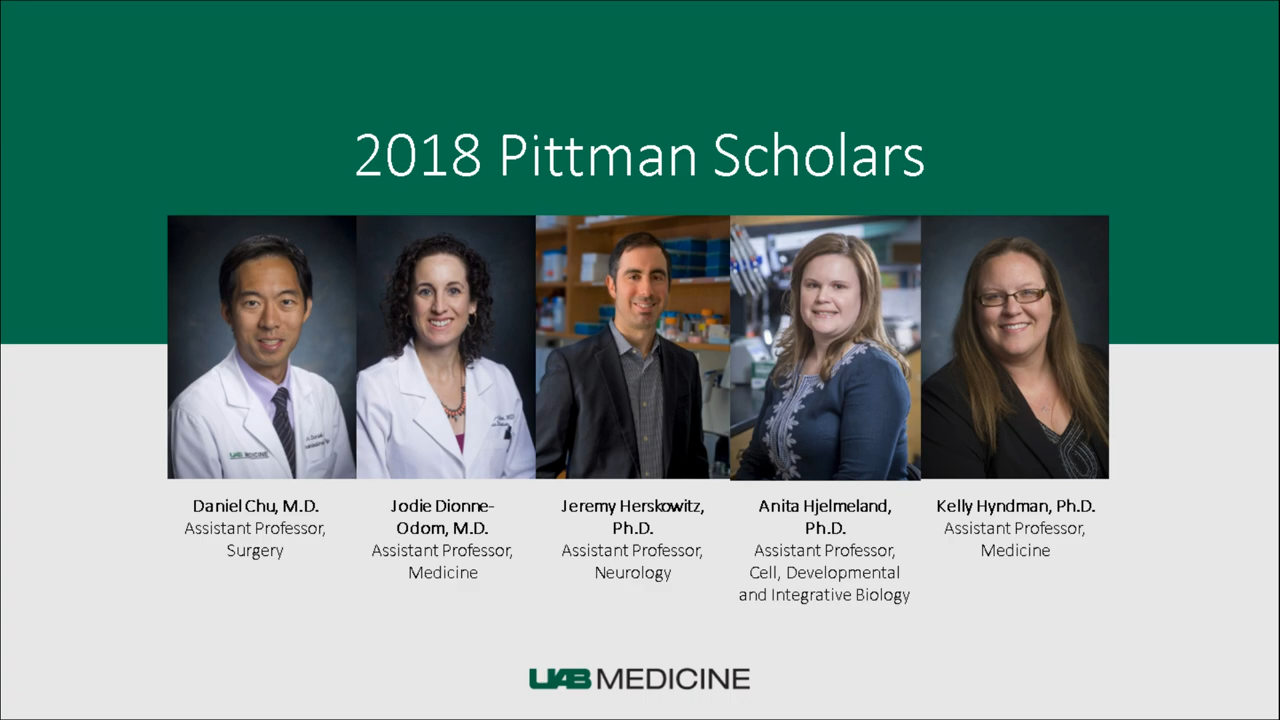 2018 Pittman Scholars
UAB MEDICINE
Daniel Chu, M.D.
Assistant Professor,
Surgery
Jodie Dionne-
Odom, M.D.
Assistant Professor,
Medicine
Jeremy Herskowitz,
Ph.D.
Assistant Professor,
Neurology
Anita Hjelmeland,
Ph.D.
Assistant Professor,
Cell, Developmental
and Integrative Biology
Kelly Hyndman, Ph.D.
Assistant Professor,
Medicine
UAB MEDICINE